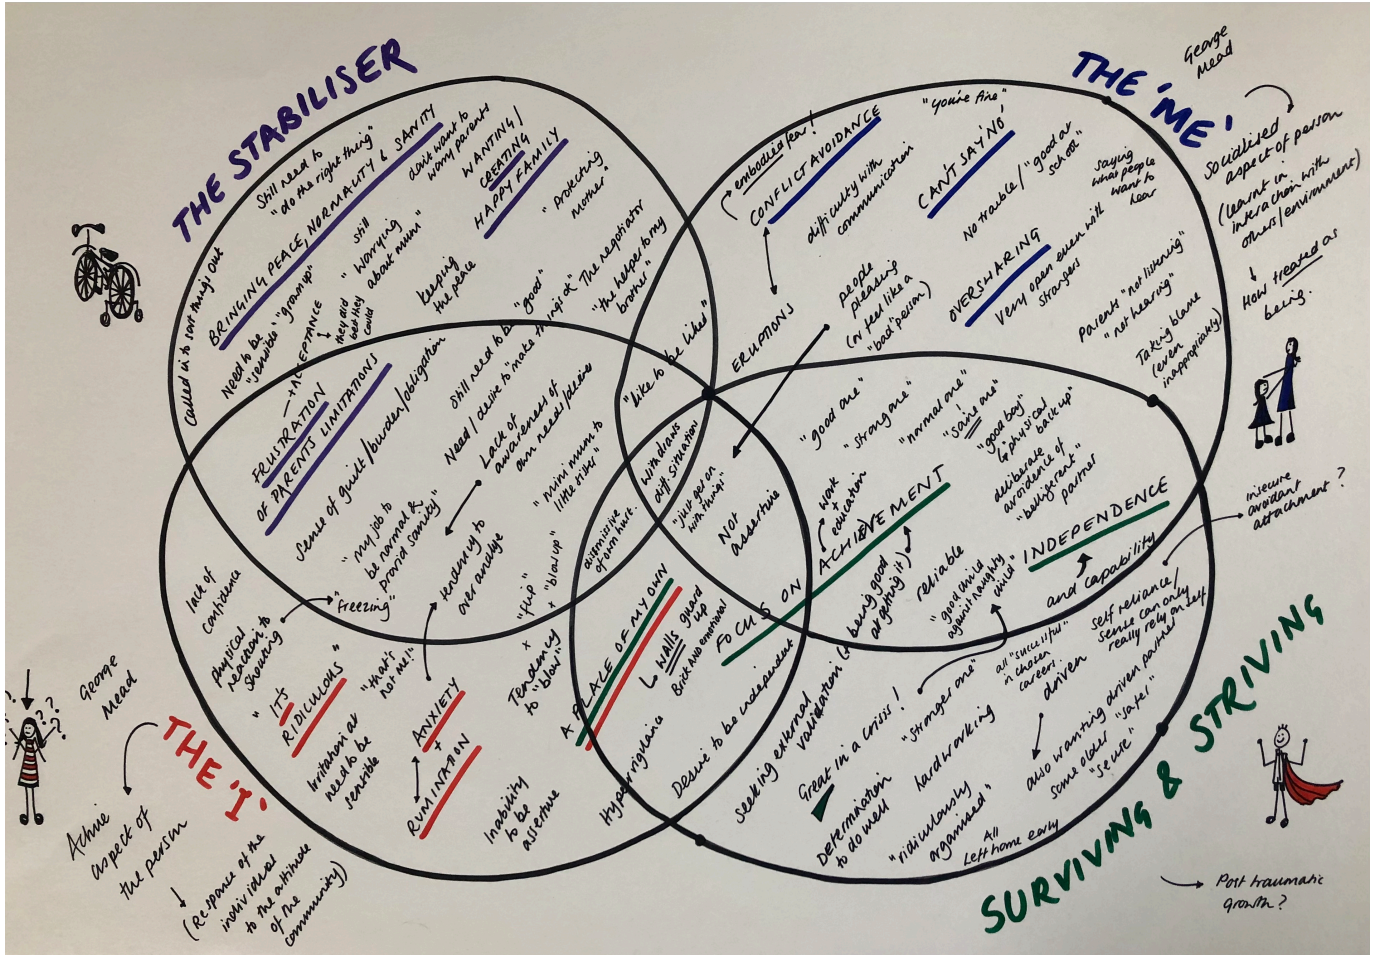 THE STABILISER
Still need to
"do the right thing"
BRINGING PEACE, NORMALITY & SANITY
don't want to
worry parents
WANTING/
CREATING
HAPPY FAMILY
"Protecting
Mother"
still
"worrying
about mum"
keeping
the peace
The negotiator
"the helper to my
brother"
called in to sort things out
Need to be
"sensible" "grown up"
ACCEPTANCE
they did
best they
could
FRUSTRATION
OF PARENTS LIMITATIONS
sense of guilt/burden/obligation
Still need to be "good"
Need/desire to "make things ok"
Lack of
awareness of
own needs/desires
"my job to
be normal &
provide sanity"
tendency to
over analyse
"mini mum to
little sister"
"freezing"
"like to be liked"
withdraws
diff. situation
dismissive
of own hurt.
THE 'ME'
George
Mead
Socialised
aspect of person
(learnt in
interaction with
others/environment)
How treated as
being.
embodied fear!
CONFLICT AVOIDANCE
"you're fine"
CAN'T SAY 'NO'
difficulty with
communication
No trouble/"good at
school"
saying
what people
want to
hear
OVERSHARING
Very open even with
strangers
people
pleasing
(or feel like a
"bad" person)
ERUPTIONS
Parents "not listening"
"not hearing"
Taking blame
(even
inappropriately)
"good one"
"strong one"
"normal one"
"sane one"
"good boy"
physical
back up"
deliberate
avoidance of
"belligerent"
partner
"just get on
with things"
Not
assertive
work
+
education
FOCUS ON ACHIEVEMENT
being good
at getting it)
reliable
"good child
against naughty
child"
INDEPENDENCE
and capability
insecure
avoidant
attachment?
self reliance/
sense can only
really rely on self
all "successful"
in chosen
careers.
driven
also wanting driven partner
some older "safe"
"secure"
"stronger one"
Great in a crisis!
hardworking
Determination
to do well
"ridiculously
organised"
All
Left home early
seeking external
validation
Desire to be independent
SURVIVING & STRIVING
Post traumatic
growth?
A PLACE OF MY OWN
walls guard
up
Brick AND emotional
Hypervigilance
THE 'I'
George
Mead
Active
aspect of
the person
(Response of the
individual
to the attitude
of the
community)
lack of
confidence
physical
reaction to
shouting
"IT'S
RIDICULOUS"
"that's
not me!"
Irritation at
need to be
sensible
ANXIETY
+
RUMINATION
Tendency
to "blow"
+ "flip"
+ "blow up"
Inability
to be
assertive
? ? ? ? ? ?